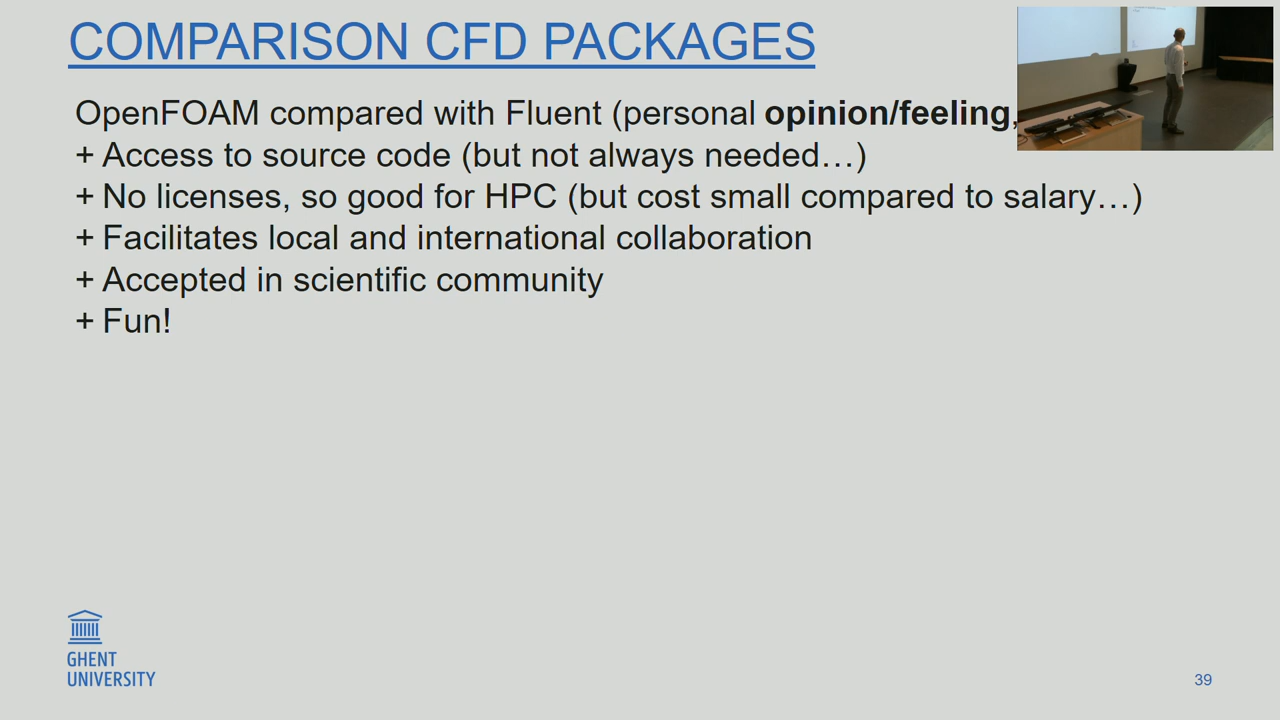 COMPARISON CFD PACKAGES
OpenFOAM compared with Fluent (personal opinion/feeling,
+ Access to source code (but not always needed…)
+ No licenses, so good for HPC (but cost small compared to salary…)
+ Facilitates local and international collaboration
+ Accepted in scientific community
+ Fun!
GHENT
UNIVERSITY
39